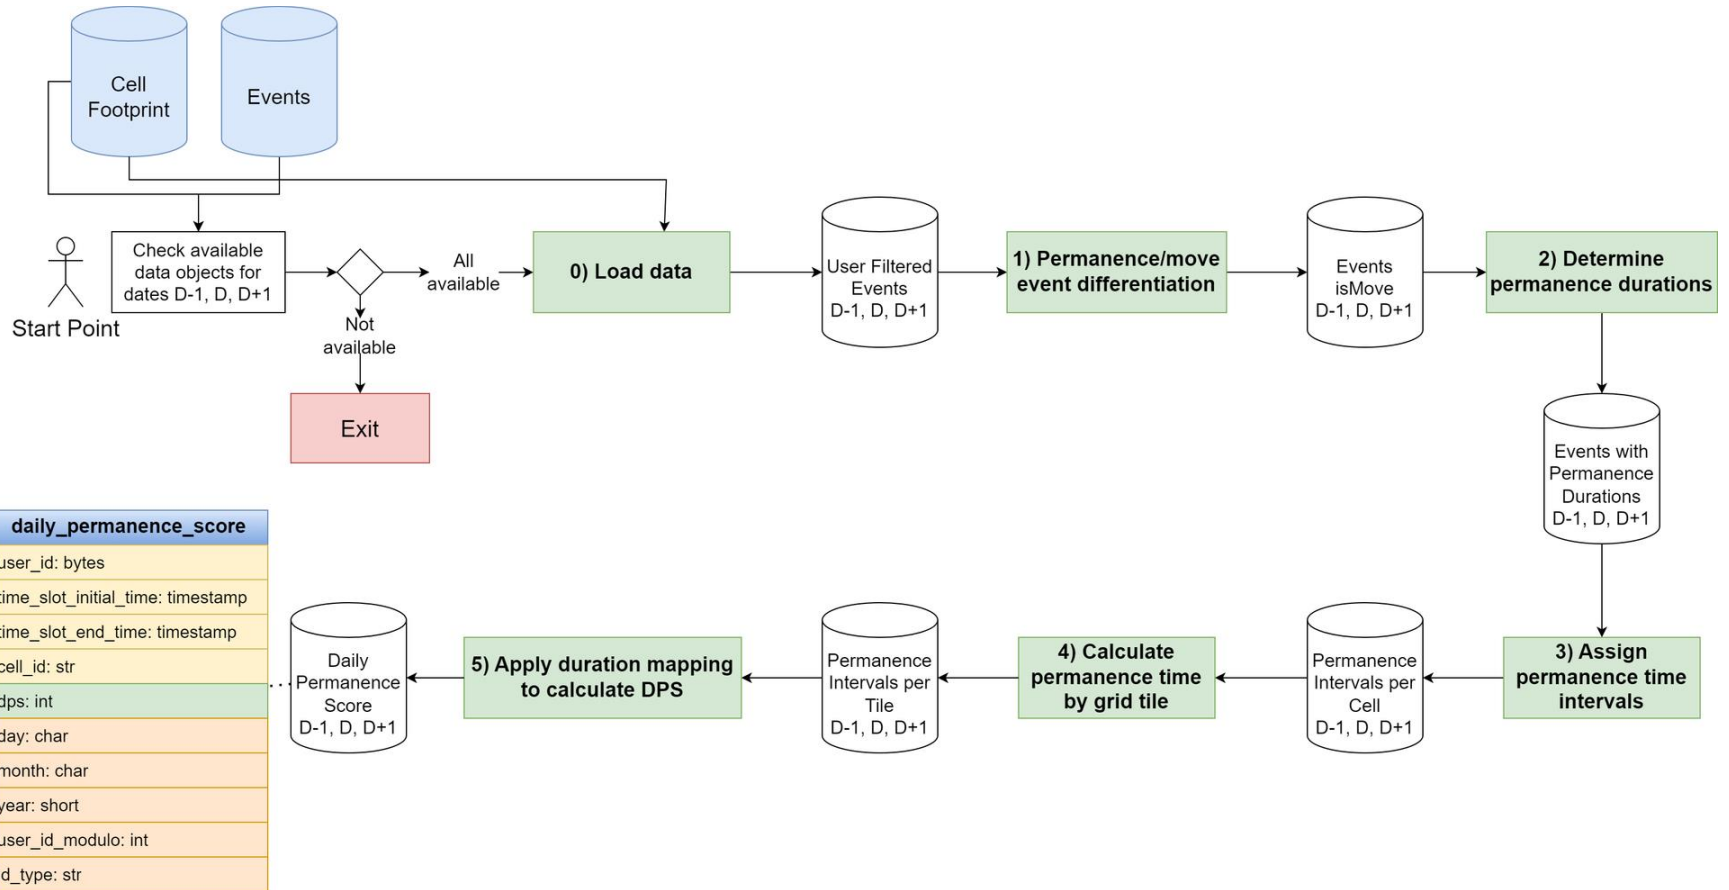 Cell
Footprint
Events
Check available
data objects for
dates D-1, D, D+1
Start Point
All
available
Not
available
Exit
0) Load data
User Filtered
Events
D-1, D, D+1
1) Permanence/move
event differentiation
Events
isMove
D-1, D, D+1
2) Determine
permanence durations
Events with
Permanence
Durations
D-1, D, D+1
3) Assign
permanence time
intervals
Permanence
Intervals per
Cell
D-1, D, D+1
4) Calculate
permanence time
by grid tile
Permanence
Intervals per
Tile
D-1, D, D+1
5) Apply duration mapping
to calculate DPS
Daily
Permanence
Score
D-1, D, D+1
daily_permanence_score
user_id: bytes
time_slot_initial_time: timestamp
time_slot_end_time: timestamp
cell_id: str
dps: int
day: char
month: char
year: short
user_id_modulo: int
id_type: str